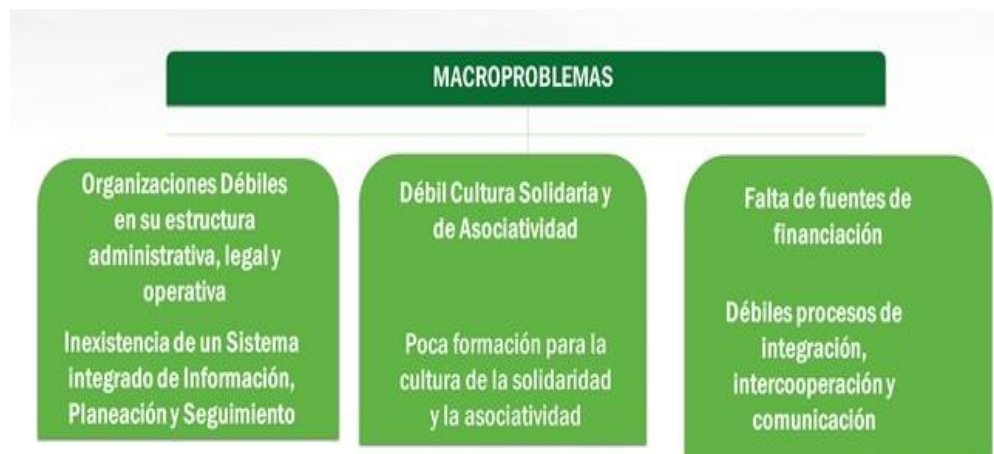 MACROPROBLEMAS
Organizaciones Débiles
en su estructura
administrativa, legal y
operativa
Inexistencia de un Sistema
integrado de Información,
Planeación y Seguimiento
Débil Cultura Solidaria y
de Asociatividad
Poca formación para la
cultura de la solidaridad
y la asociatividad
Falta de fuentes de
financiación
Débiles procesos de
integración,
intercooperación y
comunicación